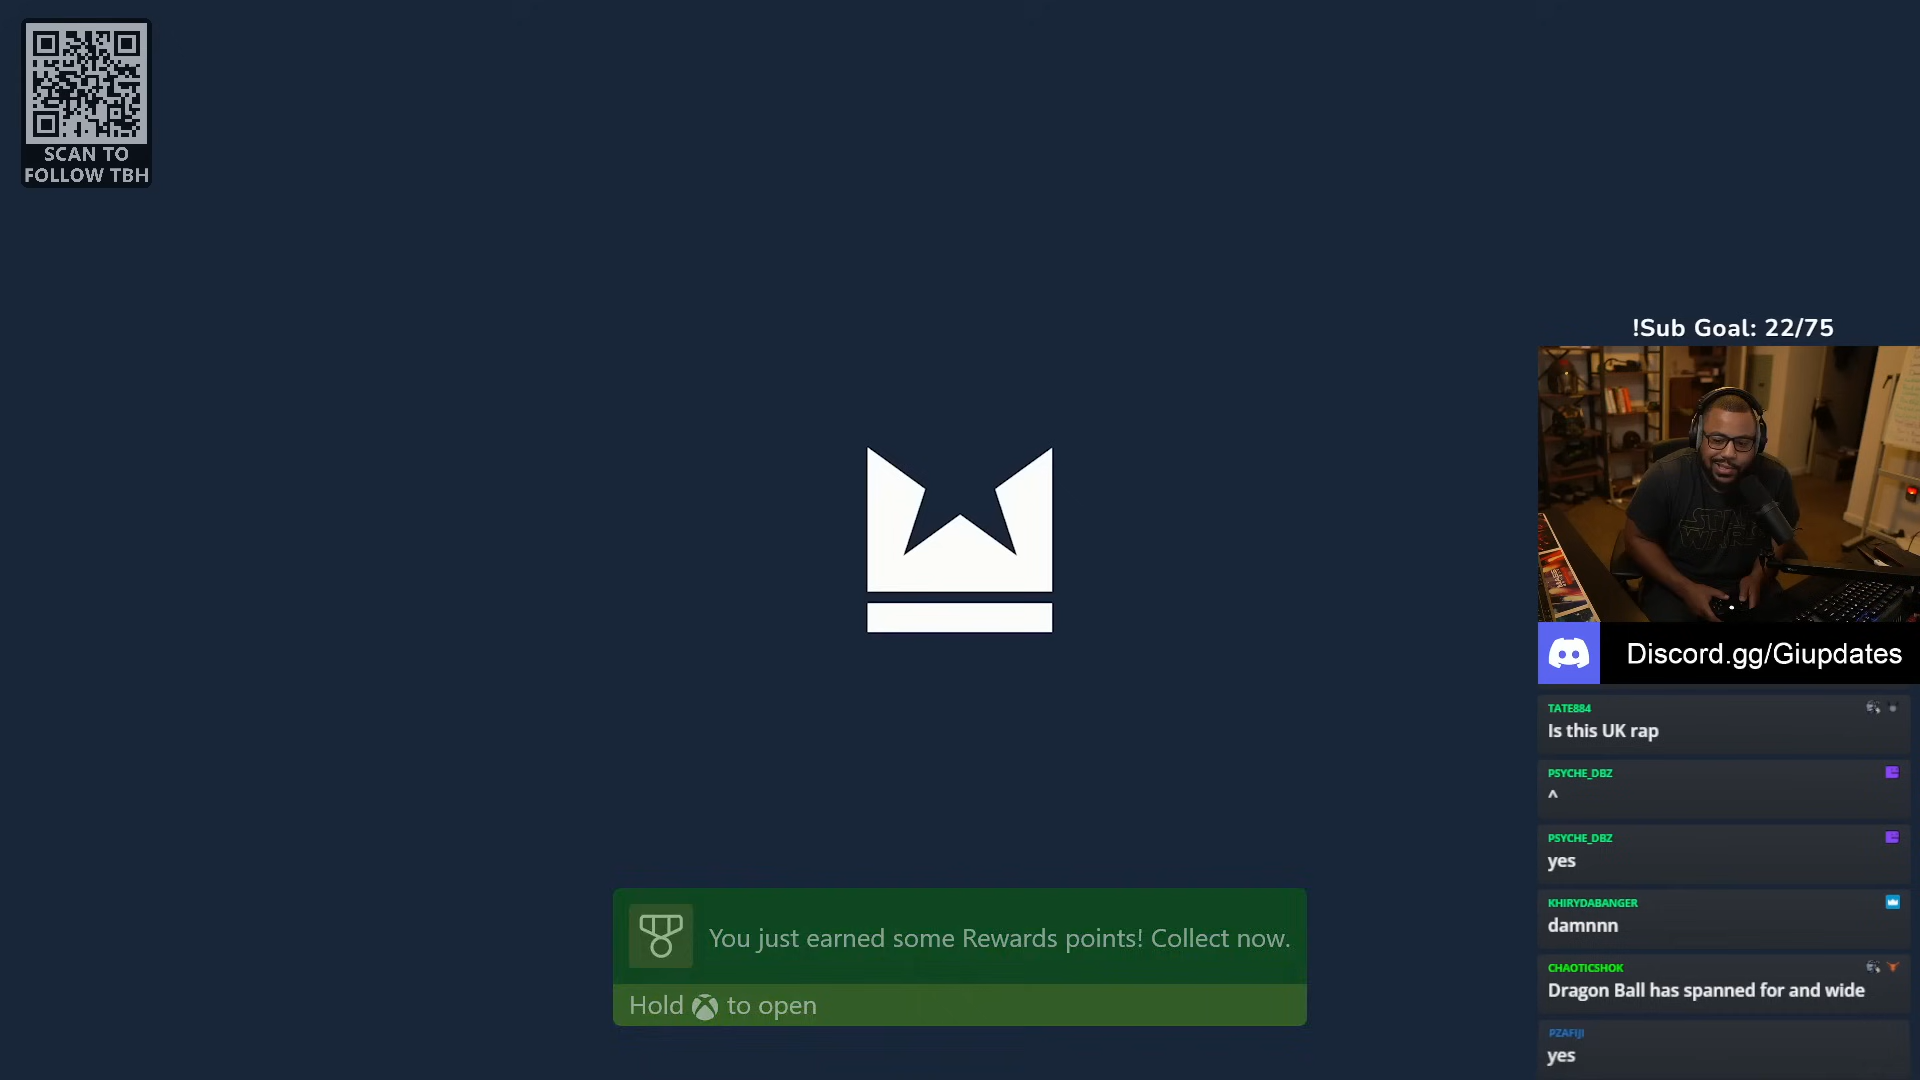 SCAN TO
FOLLOW TBH
!Sub Goal: 22/75
Discord.gg/Giupdates
TATE884
Is this UK rap
PSYCHE_DBZ
^
PSYCHE_DBZ
yes
KHIRYDABANGER
damnnn
CHAOTICSHOK
Dragon Ball has spanned for and wide
PZAFIJI
yes
You just earned some Rewards points! Collect now.
Hold to open